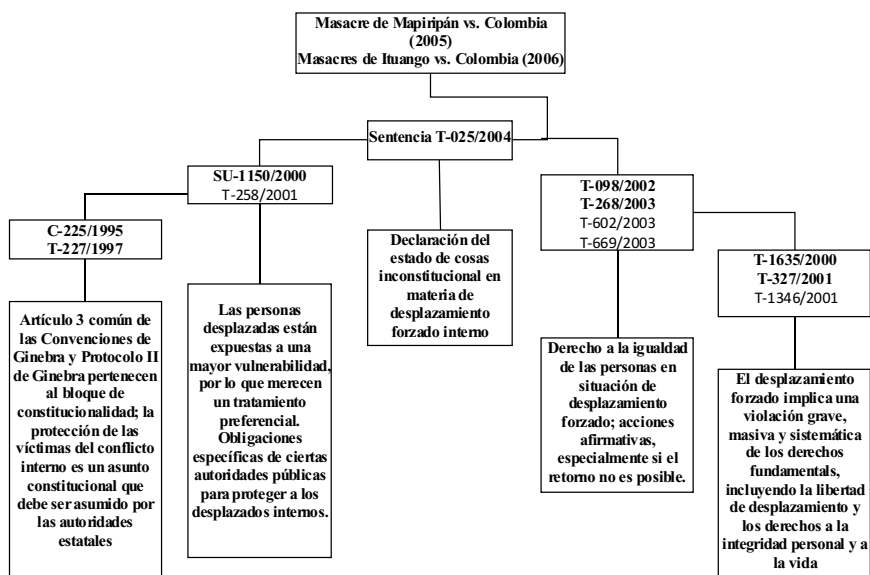 Masacre de Mapiripán vs. Colombia
(2005)
Masacres de Ituango vs. Colombia (2006)
Sentencia T-025/2004
SU-1150/2000
T-258/2001
T-098/2002
T-268/2003
T-602/2003
T-669/2003
C-225/1995
T-227/1997
T-1635/2000
T-327/2001
T-1346/2001
Declaración del
estado de cosas
inconstitucional en
materia de
desplazamiento
forzado interno
Artículo 3 común de
las Convenciones de
Ginebra y Protocolo II
de Ginebra pertenecen
al bloque de
constitucionalidad; la
protección de las
víctimas del conflicto
interno es un asunto
constitucional que
debe ser asumido por
las autoridades
estatales
Las personas
desplazadas están
expuestas a una
mayor vulnerabilidad,
por lo que merecen
un tratamiento
preferencial.
Obligaciones
específicas de ciertas
autoridades públicas
para proteger a los
desplazados internos.
Derecho a la igualdad
de las personas en
situación de
desplazamiento
forzado; acciones
afirmativas,
especialmente si el
retorno no es posible.
El desplazamiento
forzado implica una
violación grave,
masiva y sistemática
de los derechos
fundamentals,
incluyendo la libertad
de desplazamiento y
los derechos a la
integridad personal y a
la vida